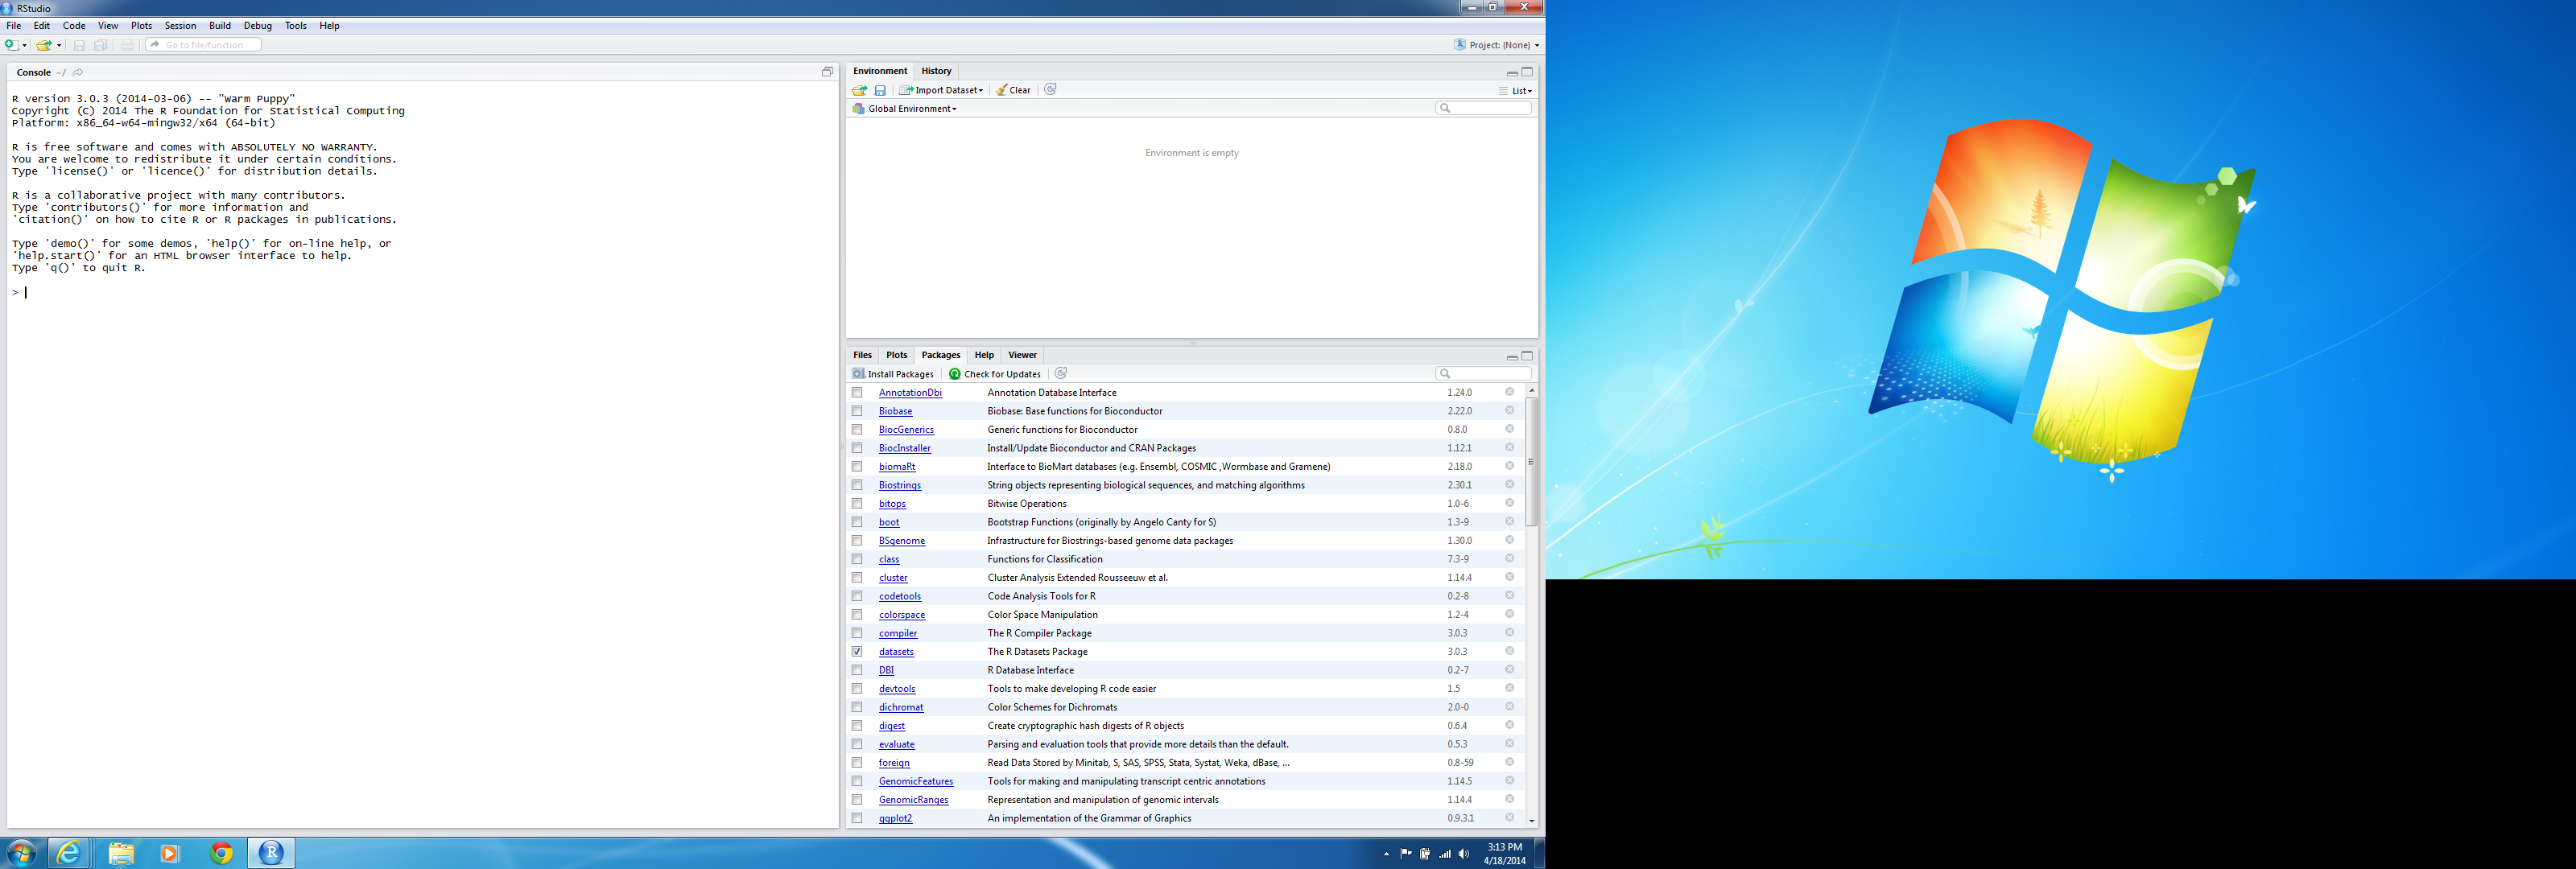 RStudio
File Edit Code View Plots Session Build Debug Tools Help
Go to file/function Project: (None)
Console ~/
R version 3.0.3 (2014-03-06) -- "Warm Puppy"
Copyright (C) 2014 The R Foundation for Statistical Computing
Platform: x86_64-w64-mingw32/x64 (64-bit)
R is free software and comes with ABSOLUTELY NO WARRANTY.
You are welcome to redistribute it under certain conditions.
Type 'license()' or 'licence()' for distribution details.
R is a collaborative project with many contributors.
Type 'contributors()' for more information and
'citation()' on how to cite R or R packages in publications.
Type 'demo()' for some demos, 'help()' for on-line help, or
'help.start()' for an HTML browser interface to help.
Type 'q()' to quit R.
>
Environment History
Import Dataset Clear List
Global Environment
Environment is empty
Files Plots Packages Help Viewer
Install Packages Check for Updates
AnnotationDbi Annotation Database Interface 1.24.0
Biobase Biobase: Base functions for Bioconductor 2.22.0
BiocGenerics Generic functions for Bioconductor 0.8.0
BiocInstaller Install/Update Bioconductor and CRAN Packages 1.12.1
biomaRt Interface to BioMart databases (e.g. Ensembl, COSMIC ,Wormbase and Gramene) 2.18.0
Biostrings String objects representing biological sequences, and matching algorithms 2.30.1
bitops Bitwise Operations 1.0-6
boot Bootstrap Functions (originally by Angelo Canty for S) 1.3-9
BSgenome Infrastructure for Biostrings-based genome data packages 1.30.0
class Functions for Classification 7.3-9
cluster Cluster Analysis Extended Rousseeuw et al. 1.14.4
codetools Code Analysis Tools for R 0.2-8
colorspace Color Space Manipulation 1.2-4
compiler The R Compiler Package 3.0.3
datasets The R Datasets Package 3.0.3
DBI R Database Interface 0.2-7
devtools Tools to make developing R code easier 1.5
dichromat Color Schemes for Dichromats 2.0-0
digest Create cryptographic hash digests of R objects 0.6.4
evaluate Parsing and evaluation tools that provide more details than the default. 0.5.3
foreign Read Data Stored by Minitab, S, SAS, SPSS, Stata, Systat, Weka, dBase, ... 0.8-59
GenomicFeatures Tools for making and manipulating transcript centric annotations 1.14.5
GenomicRanges Representation and manipulation of genomic intervals 1.14.4
ggplot2 An implementation of the Grammar of Graphics 0.9.3.1
3:13 PM
4/18/2014